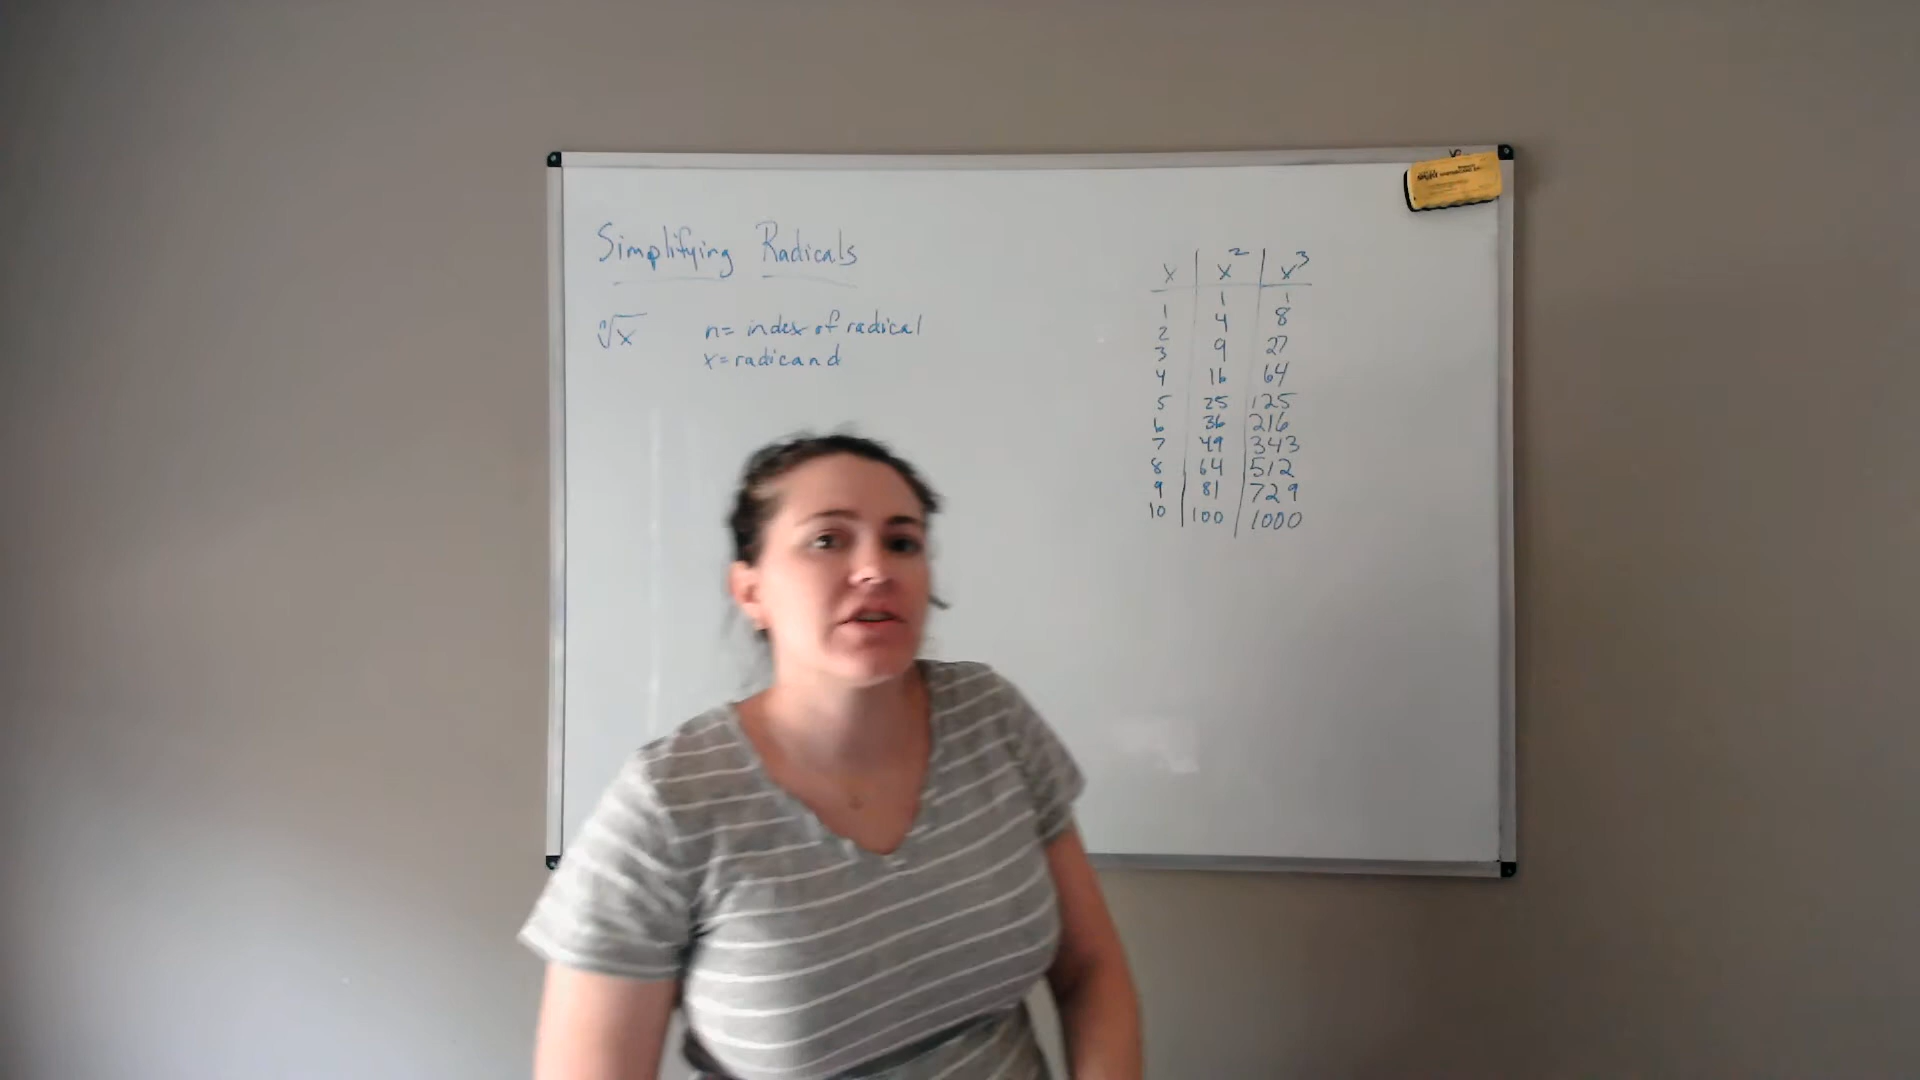 Simplifying Radicals
ⁿ√x n= index of radical
x= radicand
x x² x³
1 1 1
2 4 8
3 9 27
4 16 64
5 25 125
6 36 216
7 49 343
8 64 512
9 81 729
10 100 1000